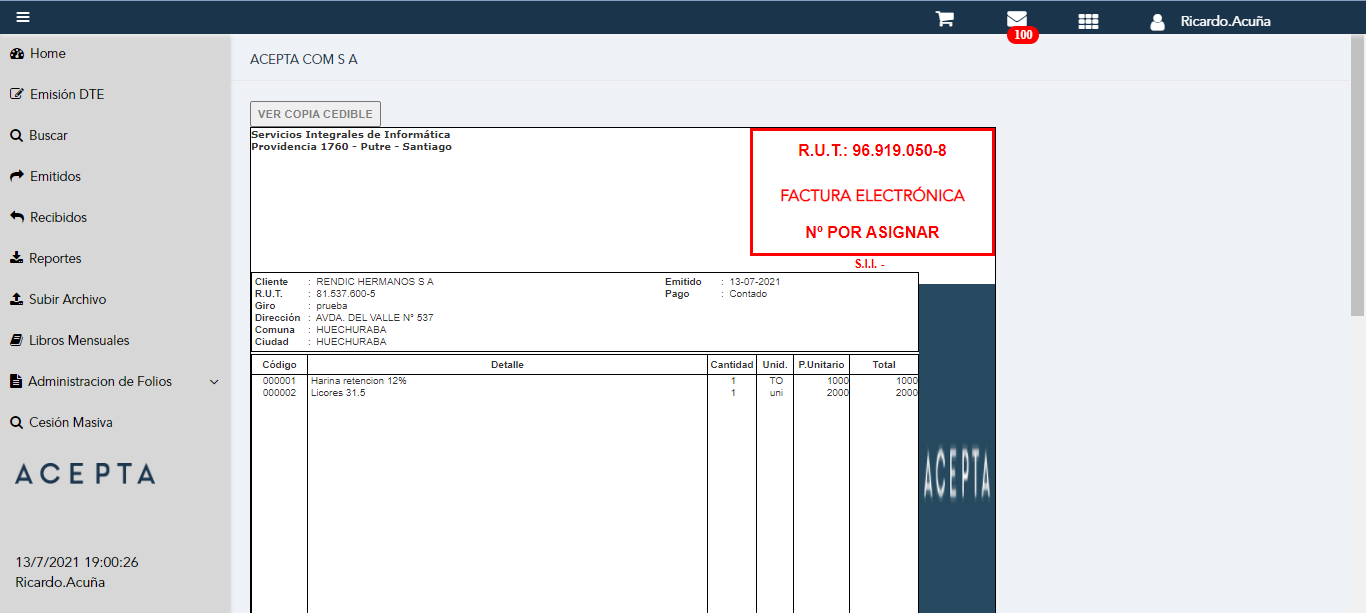 Ricardo.Acuña
100
Home
Emisión DTE
Buscar
Emitidos
Recibidos
Reportes
Subir Archivo
Libros Mensuales
Administracion de Folios
Cesión Masiva
ACEPTA
13/7/2021 19:00:26
Ricardo.Acuña
ACEPTA COM S A
VER COPIA CEDIBLE
Servicios Integrales de Informática
Providencia 1760 - Putre - Santiago
R.U.T.: 96.919.050-8
FACTURA ELECTRÓNICA
Nº POR ASIGNAR
S.I.I. -
Cliente : RENDIC HERMANOS S A Emitido : 13-07-2021
R.U.T. : 81.537.600-5 Pago : Contado
Giro : prueba
Dirección : AVDA. DEL VALLE N° 537
Comuna : HUECHURABA
Ciudad : HUECHURABA
Código Detalle Cantidad Unid. P.Unitario Total
000001 Harina retencion 12% 1 TO 1000 1000
000002 Licores 31.5 1 uni 2000 2000
ACEPTA